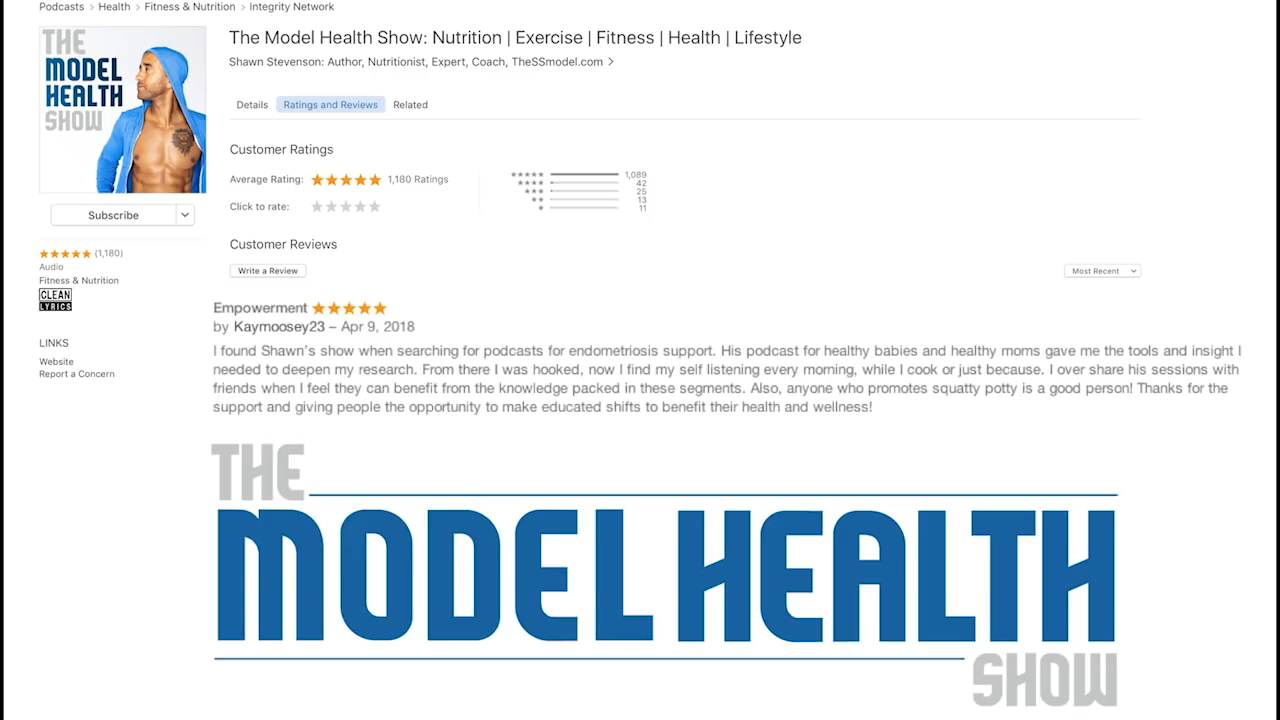 Podcasts > Health > Fitness & Nutrition > Integrity Network
THE
MODEL
HEALTH
SHOW
The Model Health Show: Nutrition | Exercise | Fitness | Health | Lifestyle
Shawn Stevenson: Author, Nutritionist, Expert, Coach, TheSSmodel.com >
Details Ratings and Reviews Related
Customer Ratings
Average Rating: ★★★★★ 1,180 Ratings
Click to rate: ★★★★★
★★★★★ 1,089
★★★★ 42
★★★ 25
★★ 13
★ 11
Subscribe
★★★★★ (1,180)
Audio
Fitness & Nutrition
CLEAN
LYRICS
LINKS
Website
Report a Concern
Customer Reviews
Write a Review
Most Recent
Empowerment ★★★★★
by Kaymoosey23 – Apr 9, 2018
I found Shawn's show when searching for podcasts for endometriosis support. His podcast for healthy babies and healthy moms gave me the tools and insight I
needed to deepen my research. From there I was hooked, now I find my self listening every morning, while I cook or just because. I over share his sessions with
friends when I feel they can benefit from the knowledge packed in these segments. Also, anyone who promotes squatty potty is a good person! Thanks for the
support and giving people the opportunity to make educated shifts to benefit their health and wellness!
THE
MODEL HEALTH
SHOW